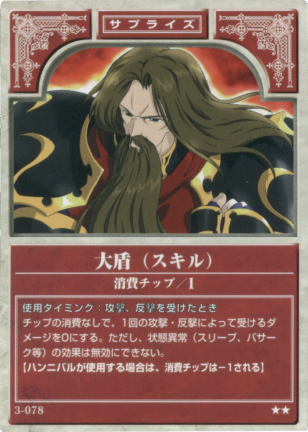 サプライズ
大盾（スキル）
消費チップ／1
使用タイミング：攻撃、反撃を受けたとき
チップの消費なしで、1回の攻撃・反撃によって受けるダ
メージを0にする。ただし、状態異常（スリープ、バサー
ク等）の効果は無効にできない。
【ハンニバルが使用する場合は、消費チップは－1される】
3-078
★★